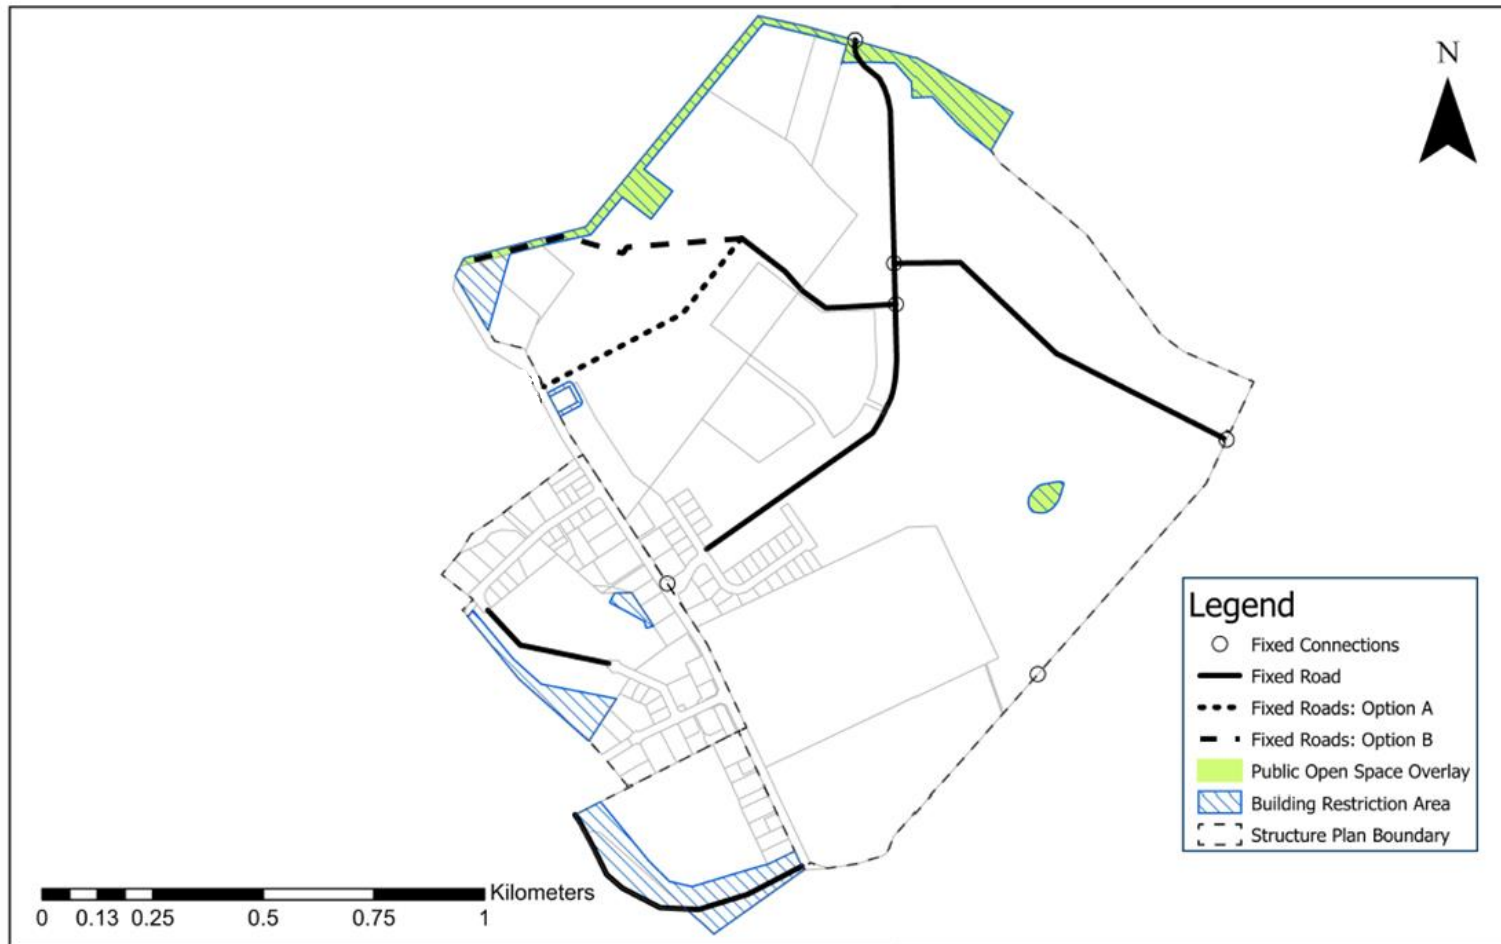 N
Legend
Fixed Connections
Fixed Road
Fixed Roads: Option A
Fixed Roads: Option B
Public Open Space Overlay
Building Restriction Area
Structure Plan Boundary
Kilometers
0 0.13 0.25 0.5 0.75 1